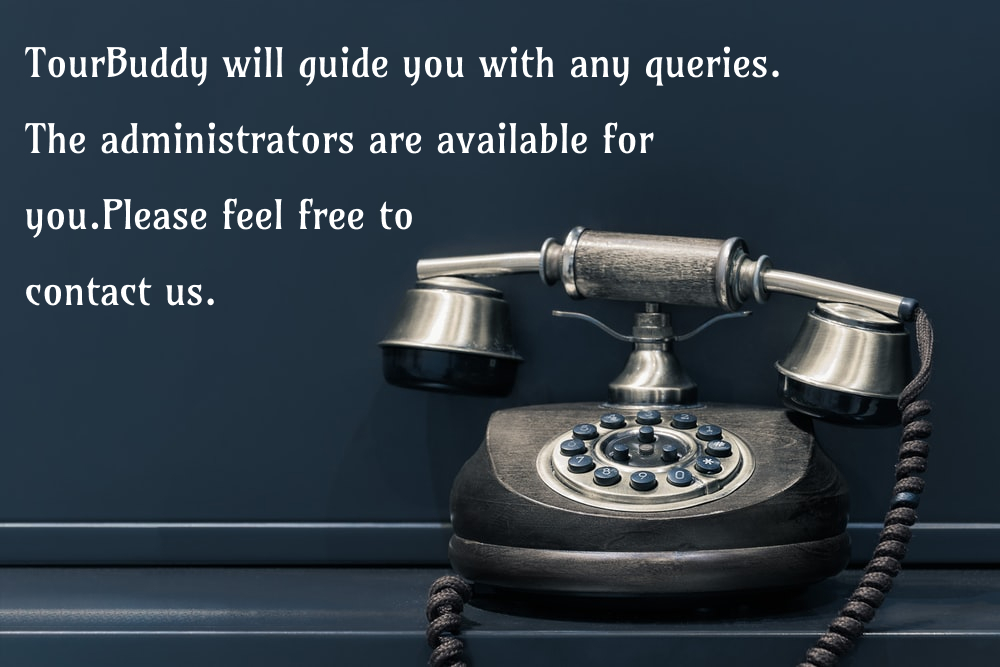 TourBuddy will guide you with any queries.
The administrators are available for
you.Please feel free to
contact us.